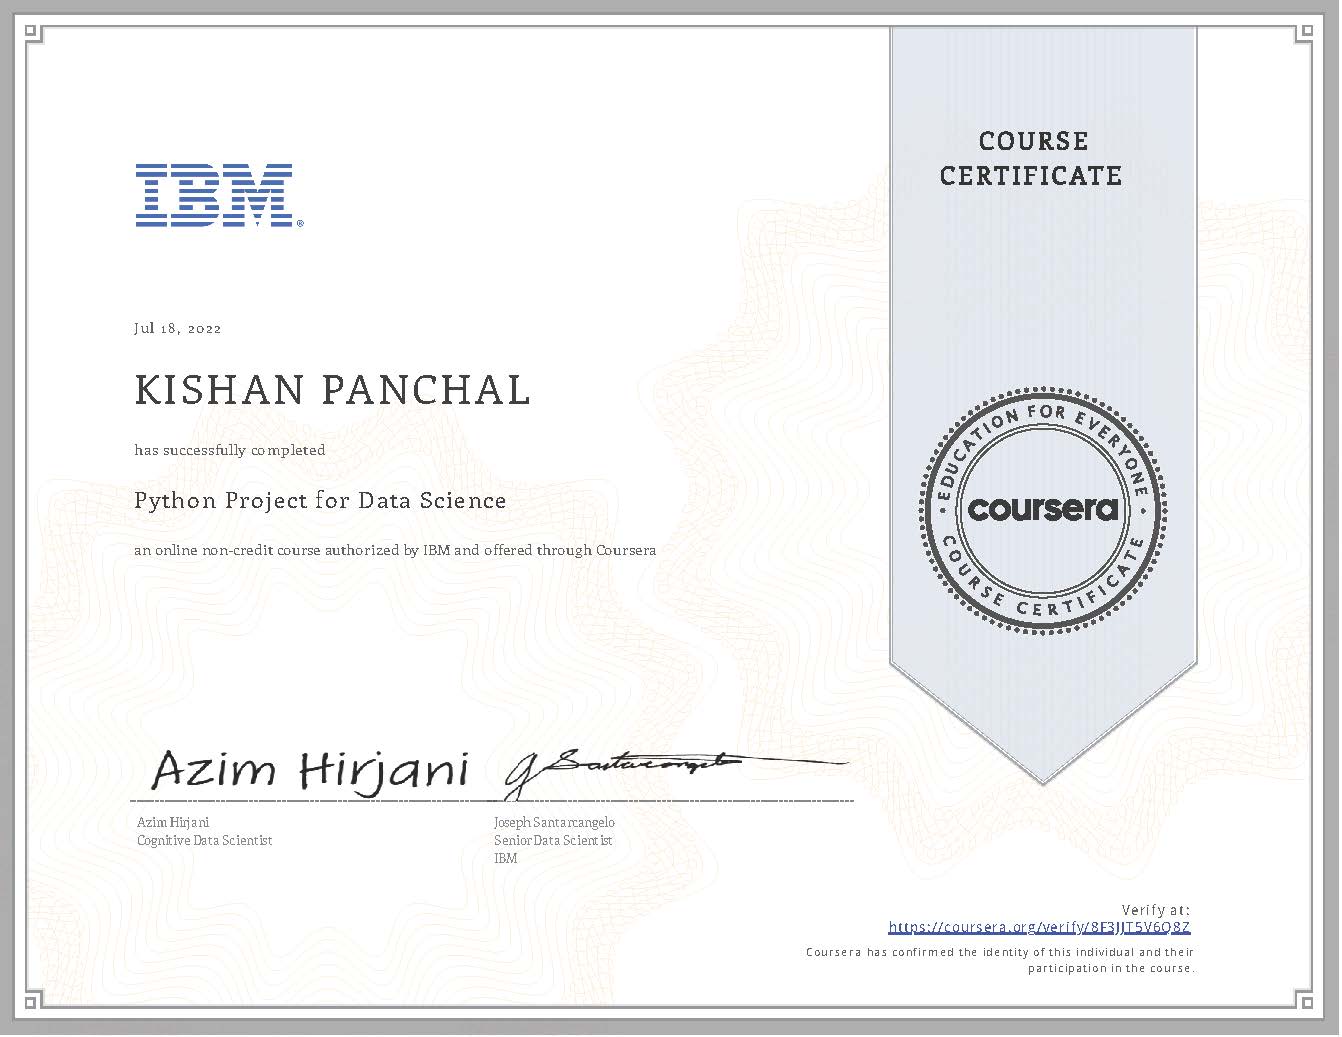 IBM®
COURSE
CERTIFICATE
Jul 18, 2022
KISHAN PANCHAL
has successfully completed
Python Project for Data Science
an online non-credit course authorized by IBM and offered through Coursera
EDUCATION FOR EVERYONE
coursera
COURSE CERTIFICATE
Azim Hirjani
G Santarcangelo
Azim Hirjani
Cognitive Data Scientist
Joseph Santarcangelo
Senior Data Scientist
IBM
Verify at:
https://coursera.org/verify/8F3JJT5V6Q8Z
Coursera has confirmed the identity of this individual and their
participation in the course.